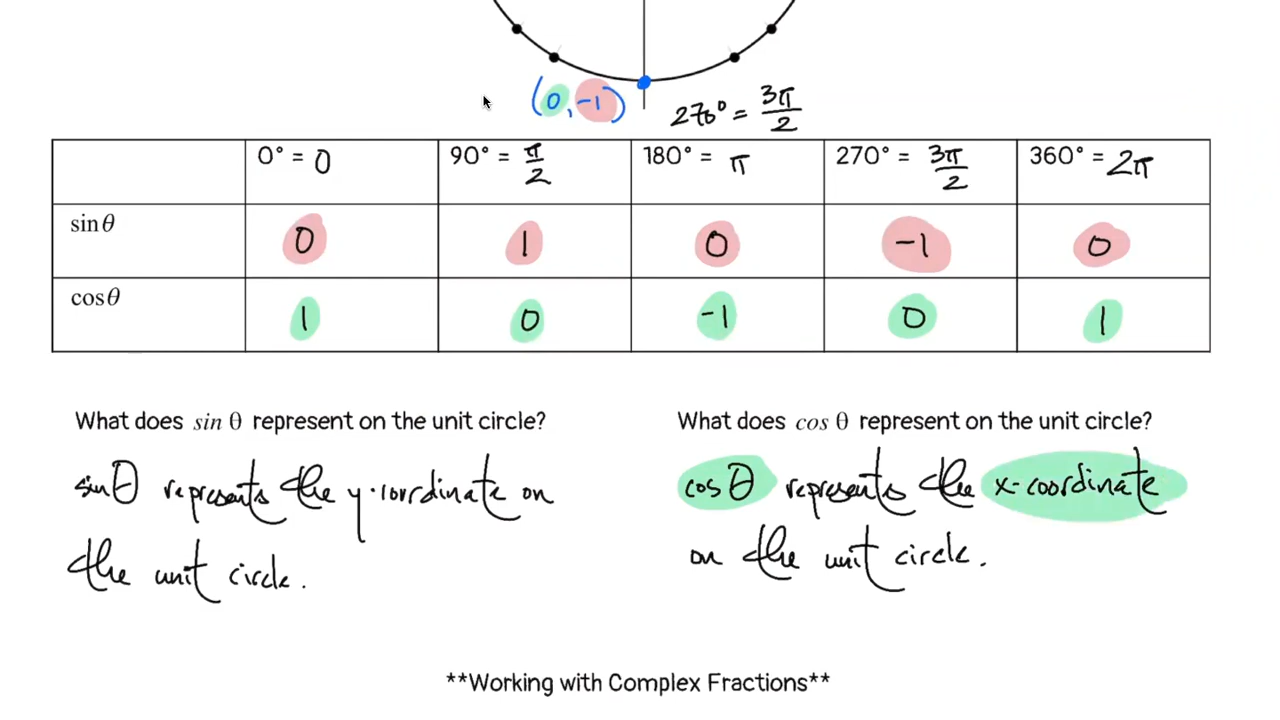 (0, -1) 270° = 3π/2
0° = 0 90° = π/2 180° = π 270° = 3π/2 360° = 2π
sinθ 0 1 0 -1 0
cosθ 1 0 -1 0 1
What does sin θ represent on the unit circle?
sinθ represents the y-coordinate on
the unit circle.
What does cos θ represent on the unit circle?
cos θ represents the x-coordinate
on the unit circle.
**Working with Complex Fractions**